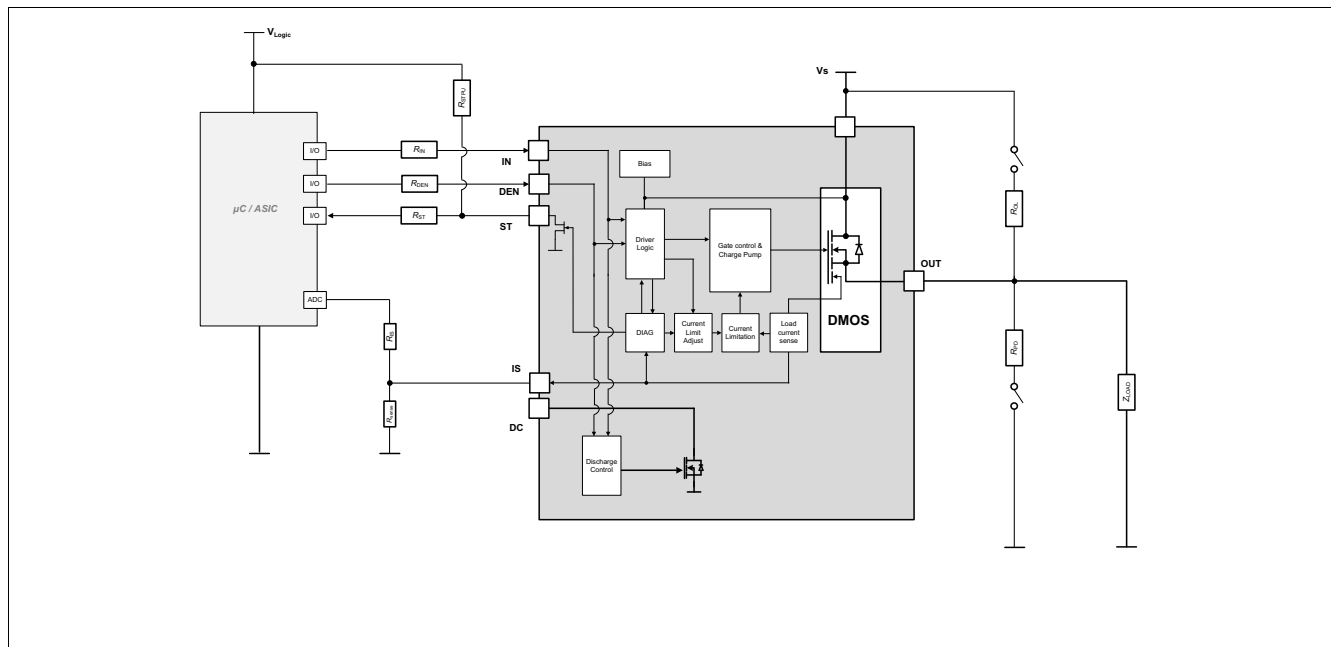 VLogic
Vs
RSTPU
µC / ASIC
I/O
RIN
IN
I/O
RDEN
DEN
I/O
RST
ST
Bias
Driver
Logic
Gate control &
Charge Pump
DMOS
OUT
ROL
ADC
RIS
DIAG
Current
Limit
Adjust
Current
Limitation
Load
current
sense
RPD
ZLOAD
IS
Rsense
DC
Discharge
Control